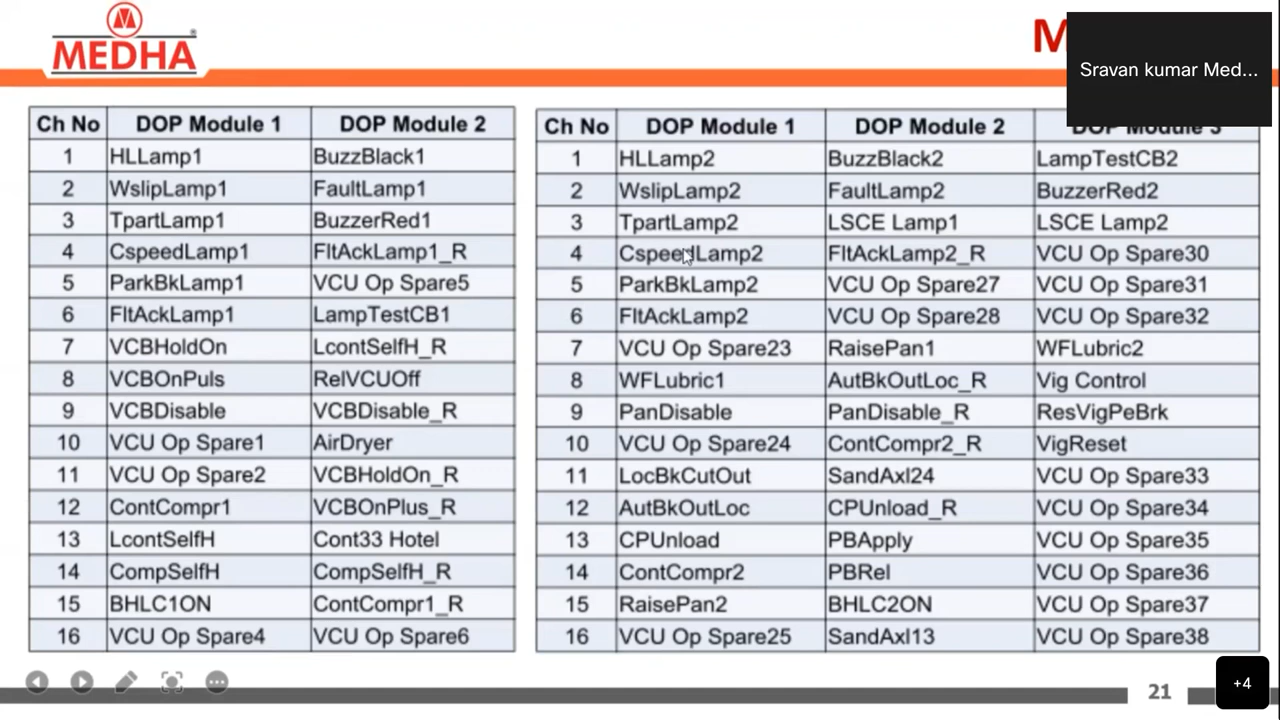 MEDHA
M
Sravan kumar Med...
Ch No DOP Module 1 DOP Module 2
1 HLLamp1 BuzzBlack1
2 WslipLamp1 FaultLamp1
3 TpartLamp1 BuzzerRed1
4 CspeedLamp1 FltAckLamp1_R
5 ParkBkLamp1 VCU Op Spare5
6 FltAckLamp1 LampTestCB1
7 VCBHoldOn LcontSelfH_R
8 VCBOnPuls RelVCUOff
9 VCBDisable VCBDisable_R
10 VCU Op Spare1 AirDryer
11 VCU Op Spare2 VCBHoldOn_R
12 ContCompr1 VCBOnPlus_R
13 LcontSelfH Cont33 Hotel
14 CompSelfH CompSelfH_R
15 BHLC1ON ContCompr1_R
16 VCU Op Spare4 VCU Op Spare6
Ch No DOP Module 1 DOP Module 2 DOP Module 3
1 HLLamp2 BuzzBlack2 LampTestCB2
2 WslipLamp2 FaultLamp2 BuzzerRed2
3 TpartLamp2 LSCE Lamp1 LSCE Lamp2
4 CspeedLamp2 FltAckLamp2_R VCU Op Spare30
5 ParkBkLamp2 VCU Op Spare27 VCU Op Spare31
6 FltAckLamp2 VCU Op Spare28 VCU Op Spare32
7 VCU Op Spare23 RaisePan1 WFLubric2
8 WFLubric1 AutBkOutLoc_R Vig Control
9 PanDisable PanDisable_R ResVigPeBrk
10 VCU Op Spare24 ContCompr2_R VigReset
11 LocBkCutOut SandAxl24 VCU Op Spare33
12 AutBkOutLoc CPUnload_R VCU Op Spare34
13 CPUnload PBApply VCU Op Spare35
14 ContCompr2 PBRel VCU Op Spare36
15 RaisePan2 BHLC2ON VCU Op Spare37
16 VCU Op Spare25 SandAxl13 VCU Op Spare38
21
+4